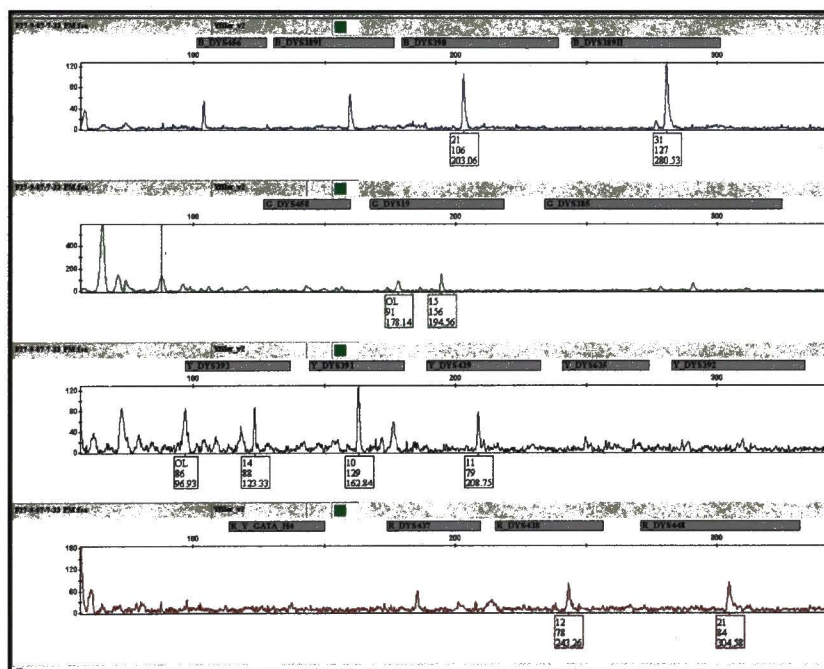 B_DYS456 B_DYS389I B_DYS390 B_DYS389II
100 200 300
120
80
40
0
21 31
106 127
203.06 280.53
G_DYS458 G_DYS19 G_DYS385
100 200 300
400
200
0
OL 15
91 156
178.14 194.56
Y_DYS393 Y_DYS391 Y_DYS439 Y_DYS635 Y_DYS392
100 200 300
120
80
40
0
OL 14 10 11
86 88 129 79
96.93 123.33 162.84 208.75
R_Y_GATA_H4 R_DYS437 R_DYS438 R_DYS448
100 200 300
180
120
60
0
12 21
78 84
243.26 304.58